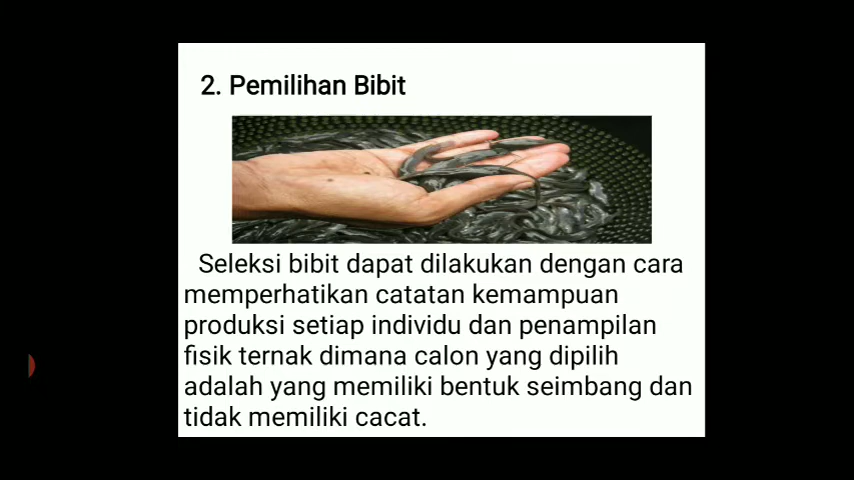 2. Pemilihan Bibit
Seleksi bibit dapat dilakukan dengan cara
memperhatikan catatan kemampuan
produksi setiap individu dan penampilan
fisik ternak dimana calon yang dipilih
adalah yang memiliki bentuk seimbang dan
tidak memiliki cacat.